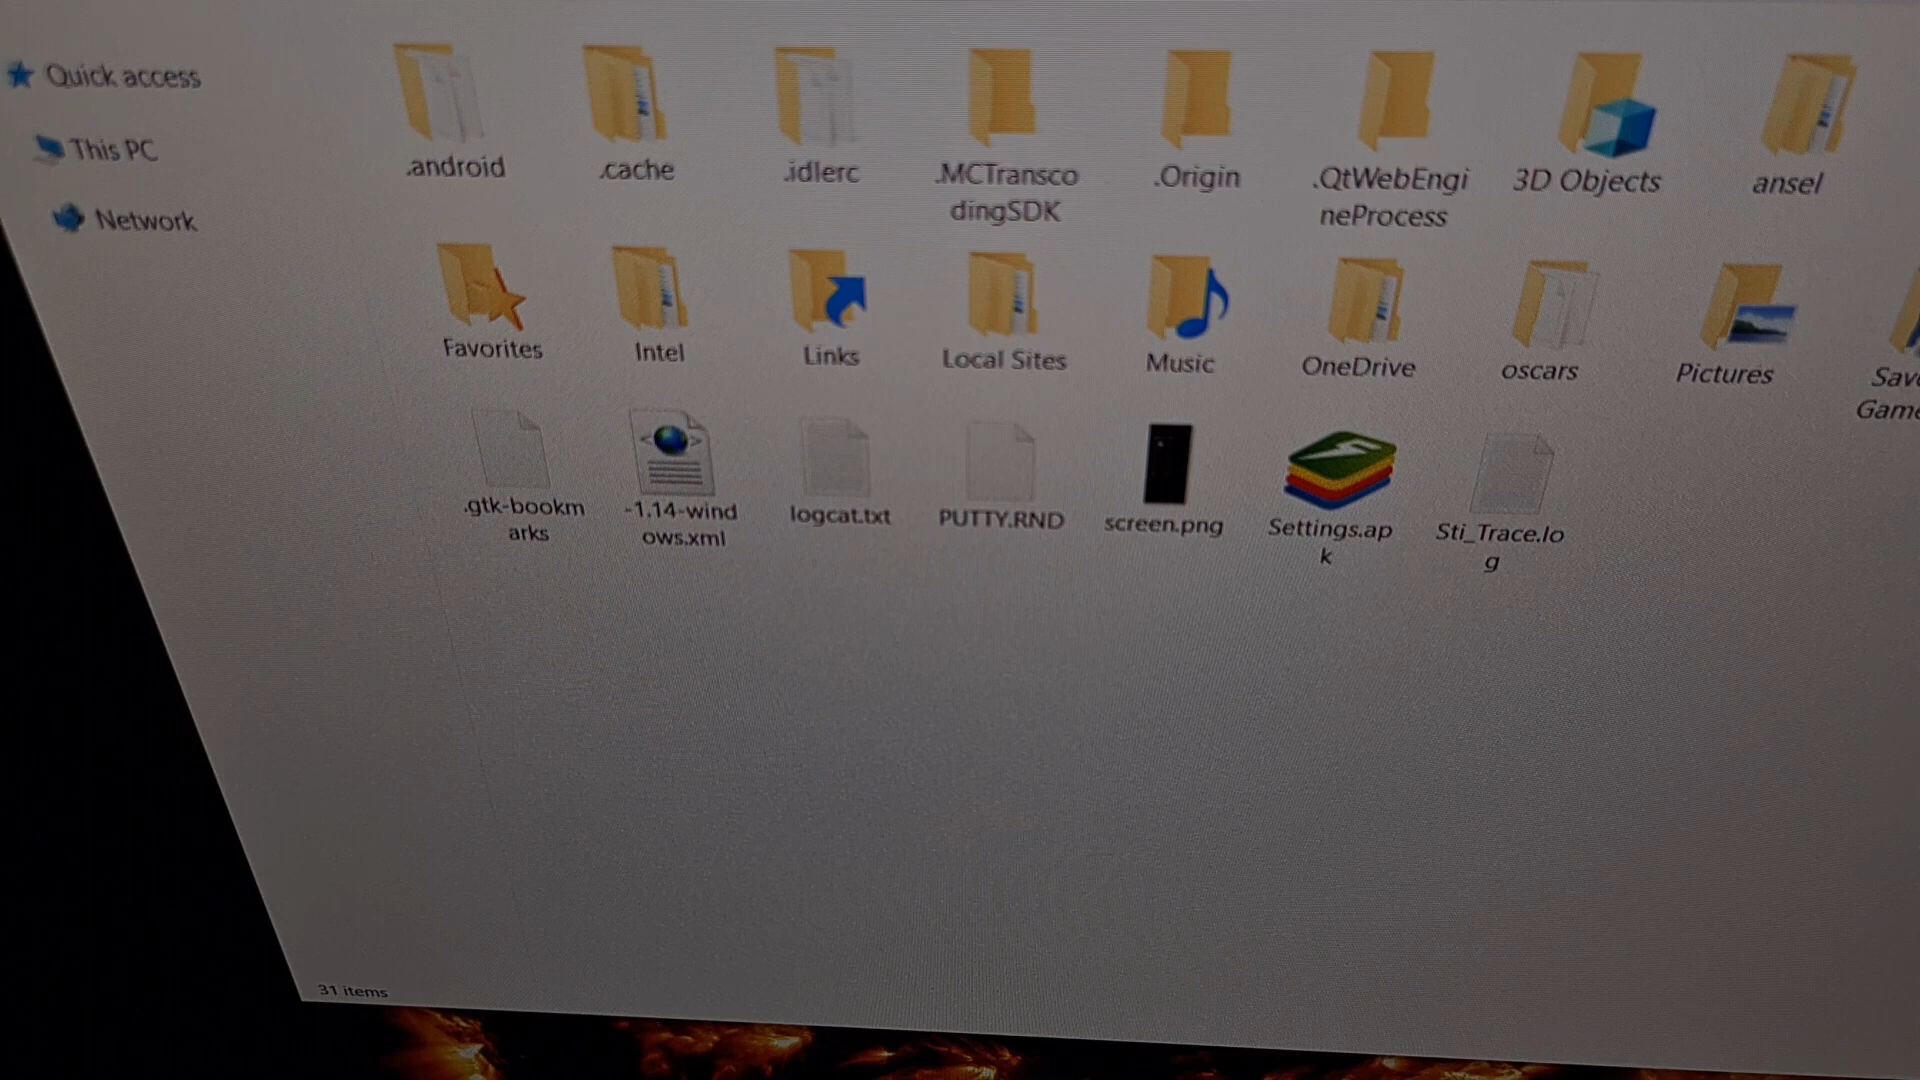 Quick access
This PC
Network
.android
.cache
.idlerc
.MCTransco
dingSDK
.Origin
.QtWebEngi
neProcess
3D Objects
ansel
Favorites
Intel
Links
Local Sites
Music
OneDrive
oscars
Pictures
Save
Game
.gtk-bookm
arks
-1.14-wind
ows.xml
logcat.txt
PUTTY.RND
screen.png
Settings.ap
k
Sti_Trace.lo
g
31 items